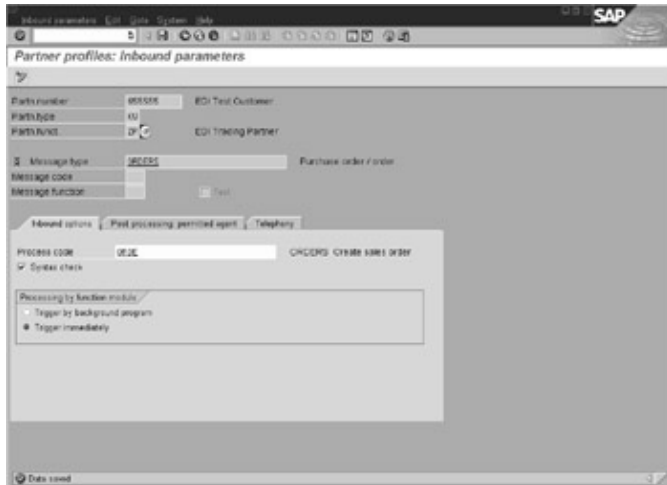 Inbound parameters Edit Goto System Help
SAP
Partner profiles: Inbound parameters
Partn.number EDI Test Customer
Partn.type KU
Partn.funct. EDI Trading Partner
Message type ORDERS Purchase order / order
Message code
Message function Test
Inbound options Post processing: permitted agent Telephony
Process code ORDE ORDERS Create sales order
Syntax check
Processing by function module
Trigger by background program
Trigger immediately
Data saved